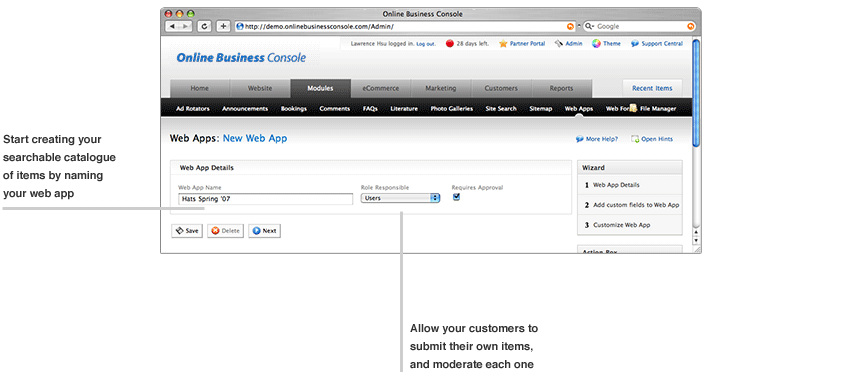 Online Business Console
http://demo.onlinebusinessconsole.com/Admin/
Google
Lawrence Hsu logged in. Log out.
28 days left.
Partner Portal
Admin
Theme
Support Central
Online Business Console
Home
Website
Modules
eCommerce
Marketing
Customers
Reports
Recent Items
Ad Rotators
Announcements
Bookings
Comments
FAQs
Literature
Photo Galleries
Site Search
Sitemap
Web Apps
Web For
File Manager
Web Apps: New Web App
More Help?
Open Hints
Web App Details
Web App Name
Role Responsible
Requires Approval
Hats Spring '07
Users
Save
Delete
Next
Wizard
1 Web App Details
2 Add custom fields to Web App
3 Customize Web App
Action Box
Start creating your
searchable catalogue
of items by naming
your web app
Allow your customers to
submit their own items,
and moderate each one